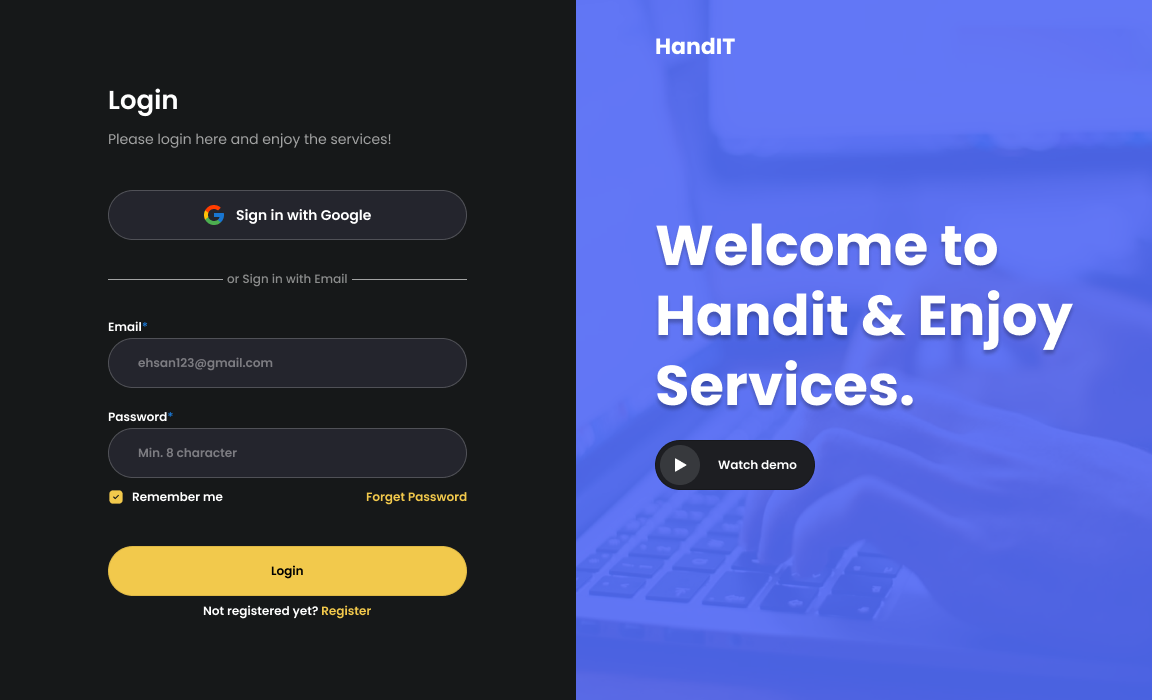 Login
Please login here and enjoy the services!
Sign in with Google
or Sign in with Email
Email*
ehsan123@gmail.com
Password*
Min. 8 character
Remember me
Forget Password
Login
Not registered yet? Register
HandIT
Welcome to
Handit & Enjoy
Services.
Watch demo